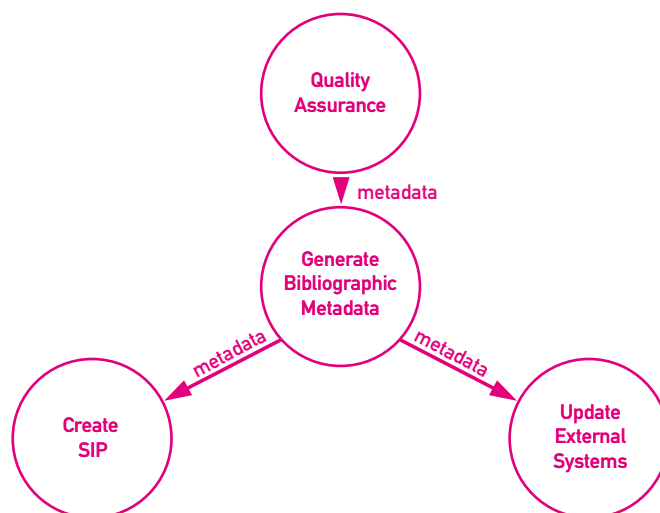 Quality
Assurance
metadata
Generate
Bibliographic
Metadata
metadata
metadata
Create
SIP
Update
External
Systems